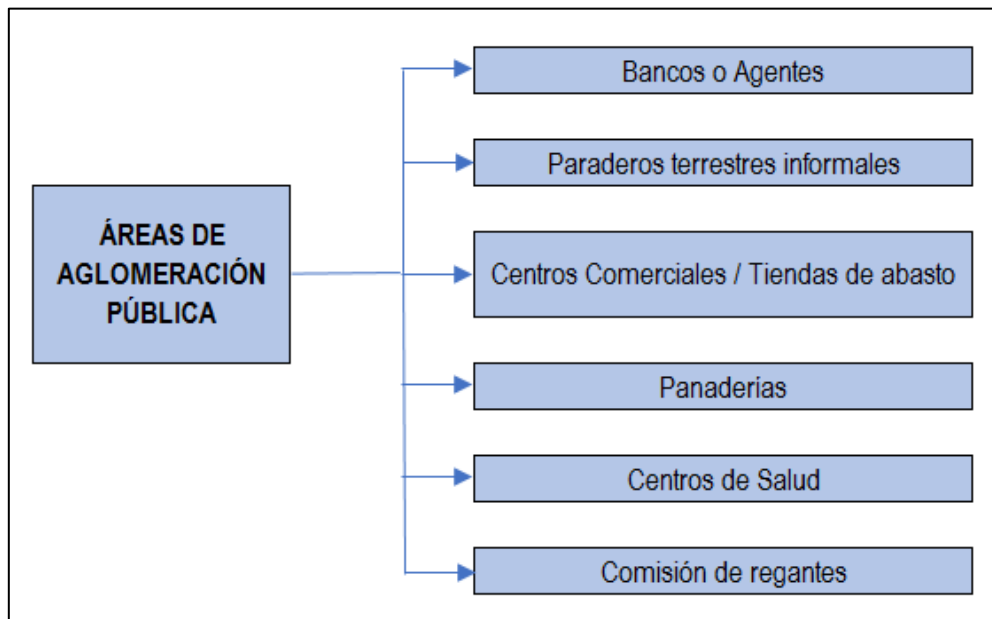 ÁREAS DE
AGLOMERACIÓN
PÚBLICA
Bancos o Agentes
Paraderos terrestres informales
Centros Comerciales / Tiendas de abasto
Panaderías
Centros de Salud
Comisión de regantes